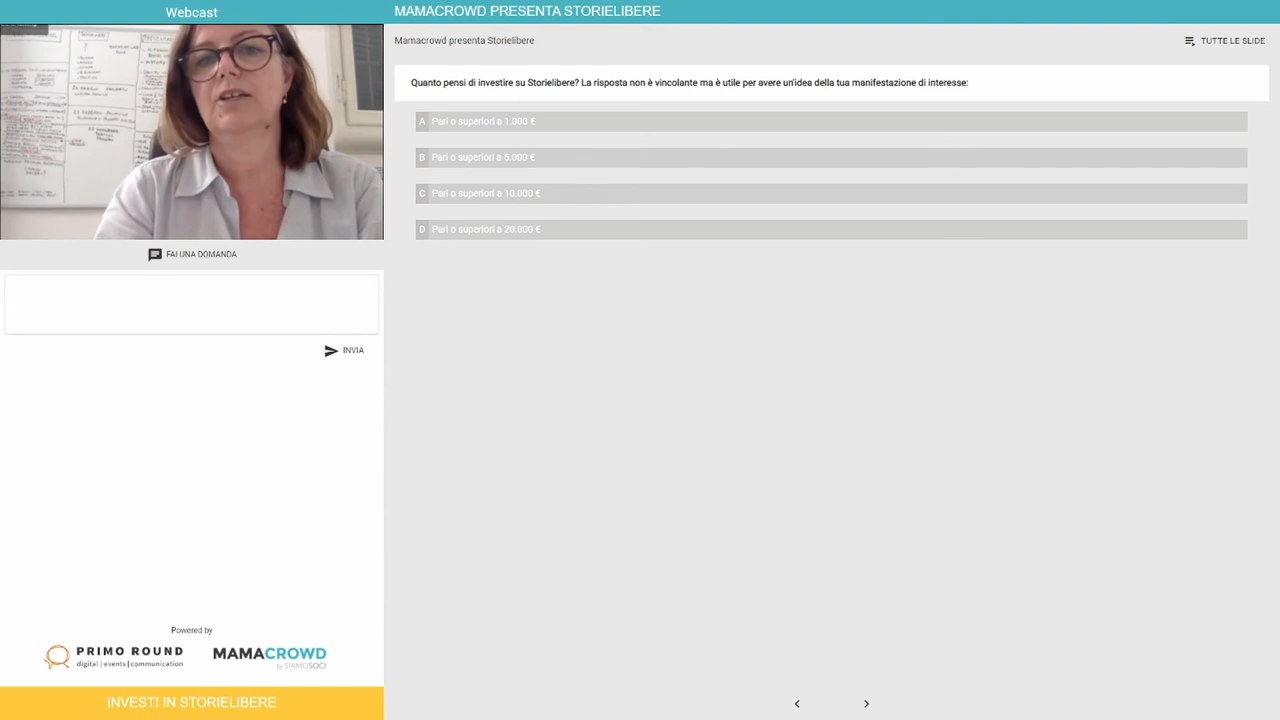 Webcast
MAMACROWD PRESENTA STORIELIBERE
Mamacrowd presenta Storielibere
TUTTE LE SLIDE
Quanto pensi di investire su Storielibere? La risposta non è vincolante ma è utile per avere un'idea della tua manifestazione di interesse:
A Pari o superiori a 1.000 €
B Pari o superiori a 5.000 €
C Pari o superiori a 10.000 €
D Pari o superiori a 20.000 €
FAI UNA DOMANDA
INVIA
Powered by
PRIMO ROUND
digital | events | communication
MAMACROWD
by SIAMOSOCI
INVESTI IN STORIELIBERE